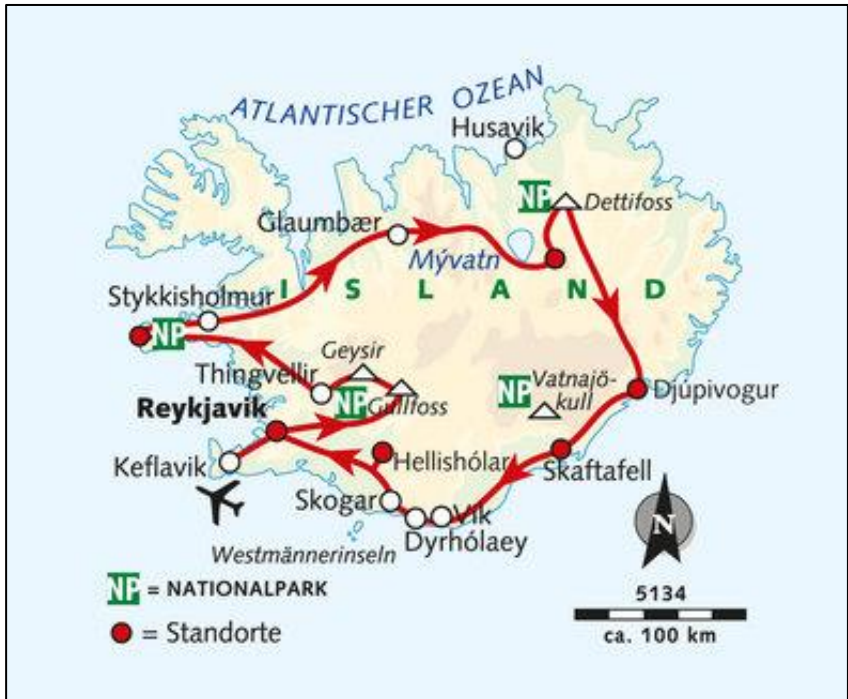 ATLANTISCHER OZEAN
Husavik
NP
Dettifoss
Glaumbær
Mývatn
ISLAND
Stykkisholmur
NP
Geysir
Thingvellir
NP
Gullfoss
NP
Vatnajö-
kull
Djúpivogur
Reykjavik
Keflavik
Hellishólar
Skaftafell
Skogar
Vik
Dyrhólaey
Westmännerinseln
N
NP = NATIONALPARK
= Standorte
5134
ca. 100 km